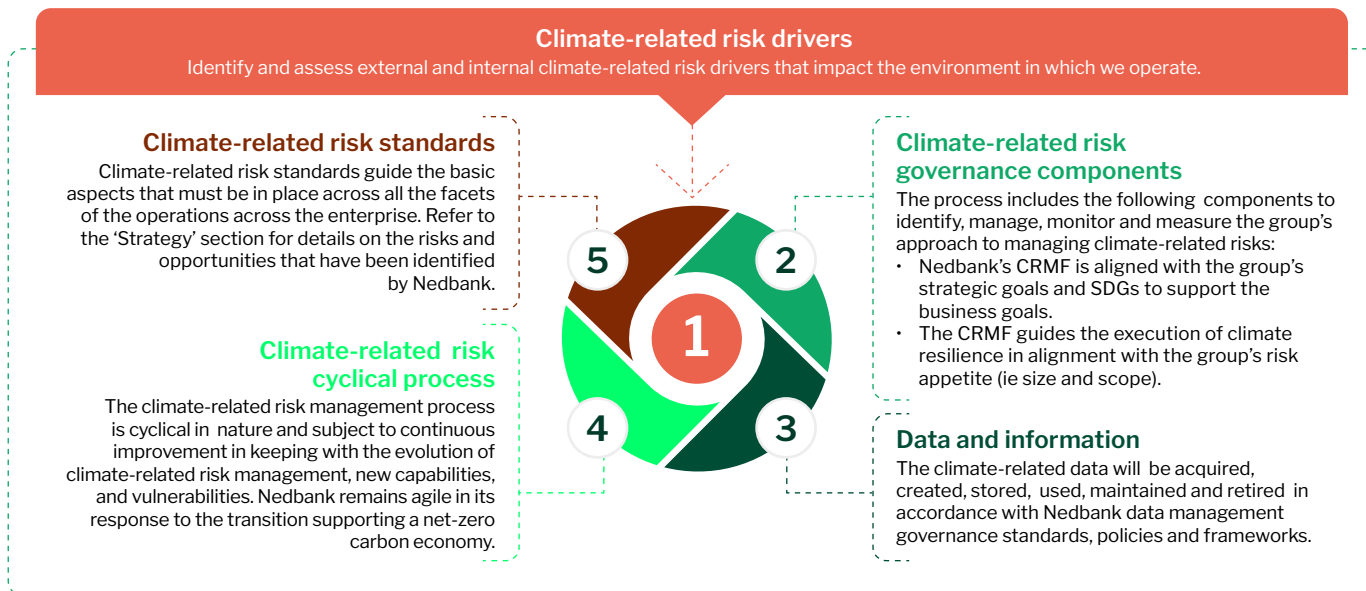 Climate-related risk drivers
Identify and assess external and internal climate-related risk drivers that impact the environment in which we operate.
Climate-related risk standards
Climate-related risk standards guide the basic
aspects that must be in place across all the facets
of the operations across the enterprise. Refer to
the ‘Strategy’ section for details on the risks and
opportunities that have been identified
by Nedbank.
Climate-related risk
cyclical process
The climate-related risk management process
is cyclical in nature and subject to continuous
improvement in keeping with the evolution of
climate-related risk management, new capabilities,
and vulnerabilities. Nedbank remains agile in its
response to the transition supporting a net-zero
carbon economy.
5
2
1
4
3
Climate-related risk
governance components
The process includes the following components to
identify, manage, monitor and measure the group’s
approach to managing climate-related risks:
• Nedbank’s CRMF is aligned with the group’s
strategic goals and SDGs to support the
business goals.
• The CRMF guides the execution of climate
resilience in alignment with the group’s risk
appetite (ie size and scope).
Data and information
The climate-related data will be acquired,
created, stored, used, maintained and retired in
accordance with Nedbank data management
governance standards, policies and frameworks.